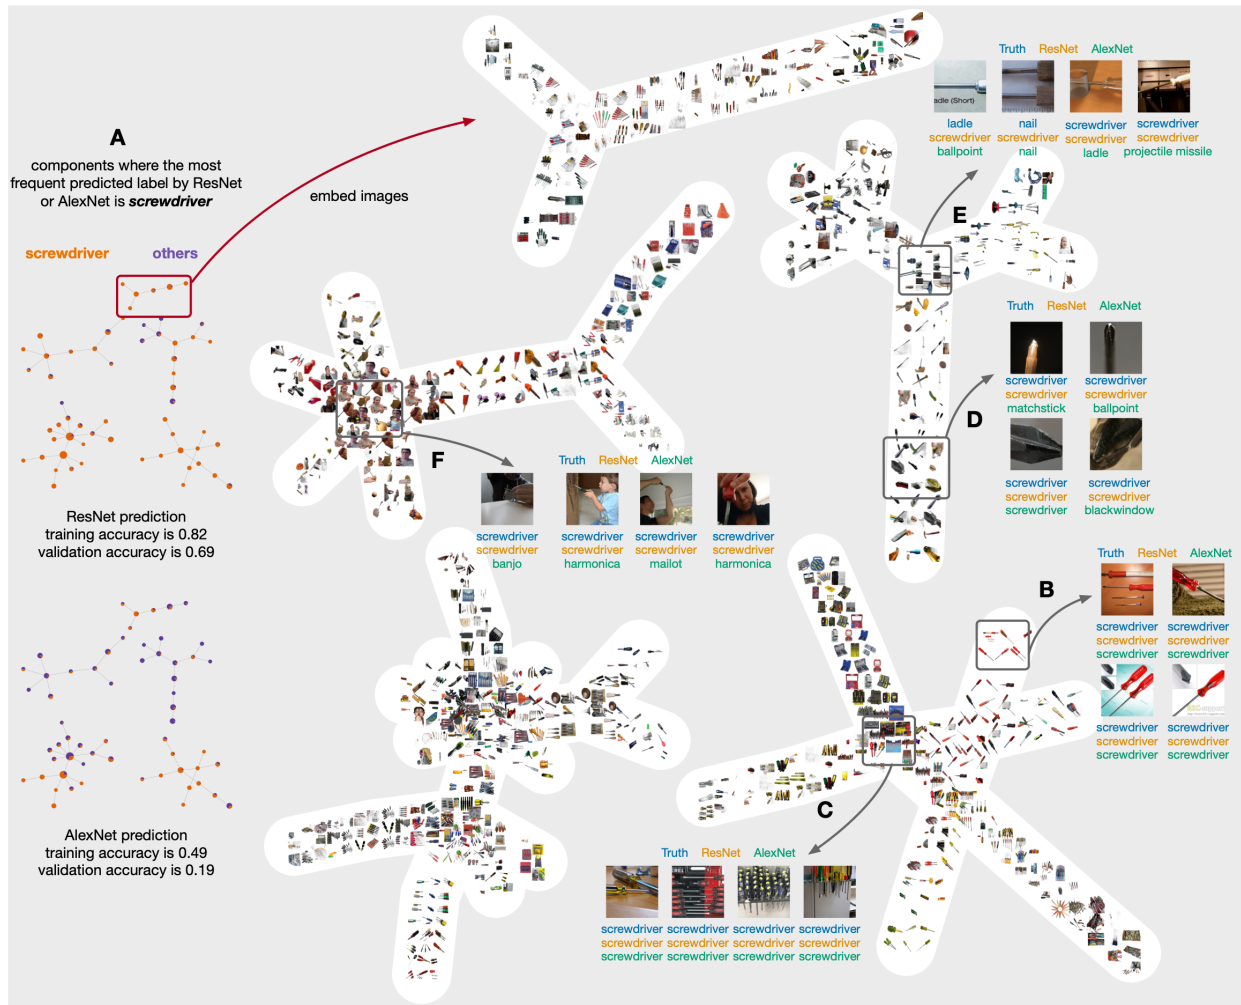 A
components where the most
frequent predicted label by ResNet
or AlexNet is screwdriver
screwdriver others
embed images
ResNet prediction
training accuracy is 0.82
validation accuracy is 0.69
AlexNet prediction
training accuracy is 0.49
validation accuracy is 0.19
Truth ResNet AlexNet
adle (Short)
ladle nail screwdriver screwdriver
screwdriver screwdriver screwdriver screwdriver
ballpoint nail ladle projectile missile
E
Truth ResNet AlexNet
screwdriver screwdriver
screwdriver screwdriver
matchstick ballpoint
D
screwdriver screwdriver
screwdriver screwdriver
screwdriver blackwindow
F
Truth ResNet AlexNet
screwdriver screwdriver screwdriver screwdriver
screwdriver screwdriver screwdriver screwdriver
banjo harmonica mailot harmonica
B
Truth ResNet AlexNet
screwdriver screwdriver
screwdriver screwdriver
screwdriver screwdriver
screwdriver screwdriver
screwdriver screwdriver
screwdriver screwdriver
C
Truth ResNet AlexNet
screwdriver screwdriver screwdriver screwdriver
screwdriver screwdriver screwdriver screwdriver
screwdriver screwdriver screwdriver screwdriver